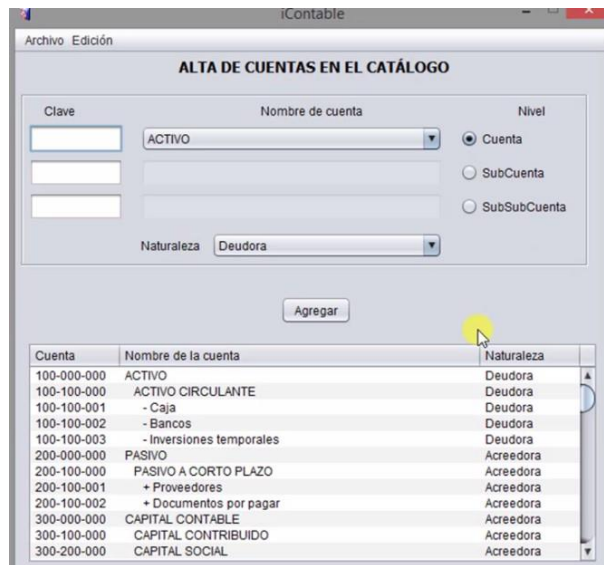 iContable
Archivo Edición
ALTA DE CUENTAS EN EL CATÁLOGO
Clave Nombre de cuenta Nivel
ACTIVO Cuenta
SubCuenta
SubSubCuenta
Naturaleza Deudora
Agregar
Cuenta Nombre de la cuenta Naturaleza
100-000-000 ACTIVO Deudora
100-100-000 ACTIVO CIRCULANTE Deudora
100-100-001 - Caja Deudora
100-100-002 - Bancos Deudora
100-100-003 - Inversiones temporales Deudora
200-000-000 PASIVO Acreedora
200-100-000 PASIVO A CORTO PLAZO Acreedora
200-100-001 + Proveedores Acreedora
200-100-002 + Documentos por pagar Acreedora
300-000-000 CAPITAL CONTABLE Acreedora
300-100-000 CAPITAL CONTRIBUIDO Acreedora
300-200-000 CAPITAL SOCIAL Acreedora